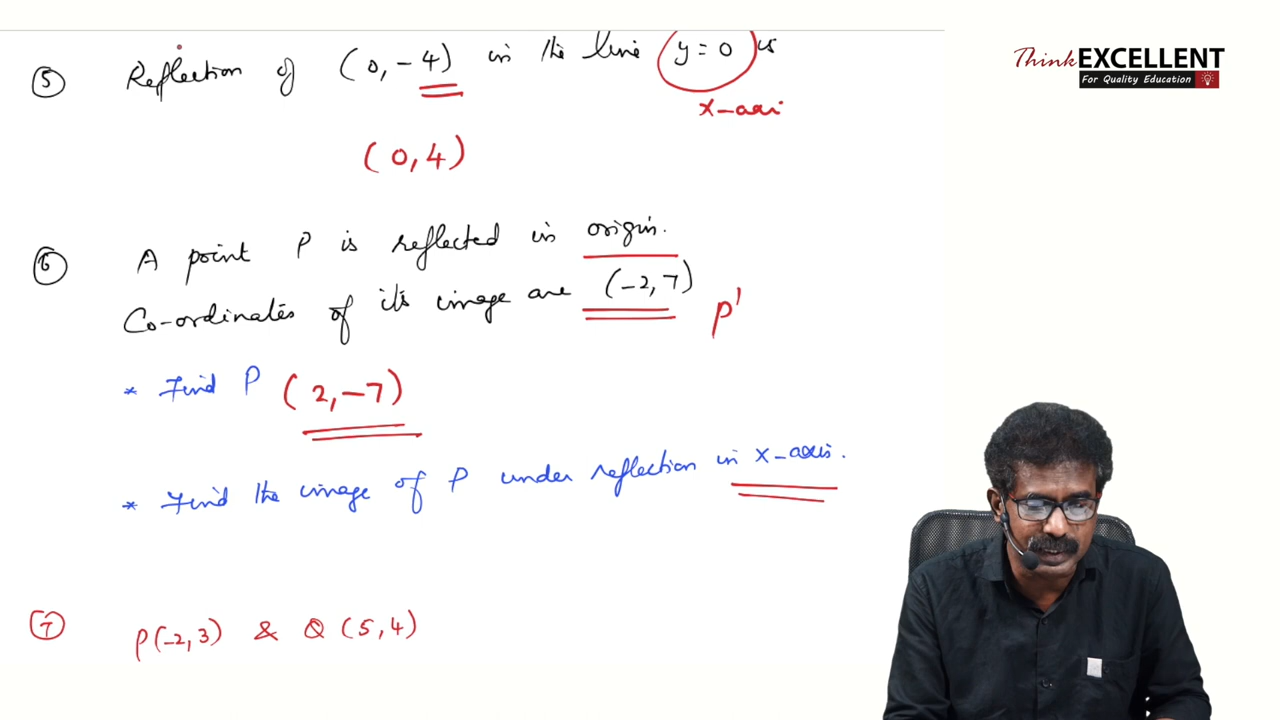 Think EXCELLENT
For Quality Education
⑤ Reflection of (0, -4) in the line y = 0 is
x-axis
(0, 4)
⑥ A point P is reflected in origin.
Co-ordinates of its image are (-2, 7) P'
* Find P (2, -7)
* Find the image of P under reflection in x-axis.
⑦ P(-2, 3) & Q (5, 4)